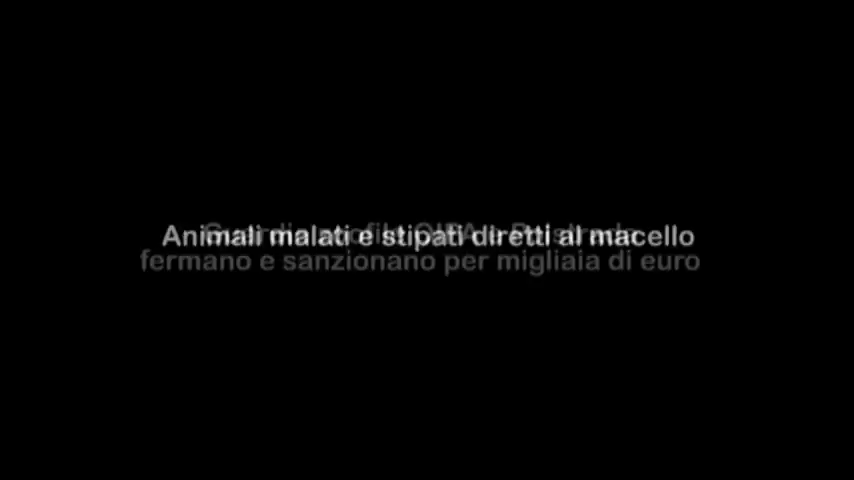 Animali malati e stipati diretti al macello
fermano e sanzionano per migliaia di euro